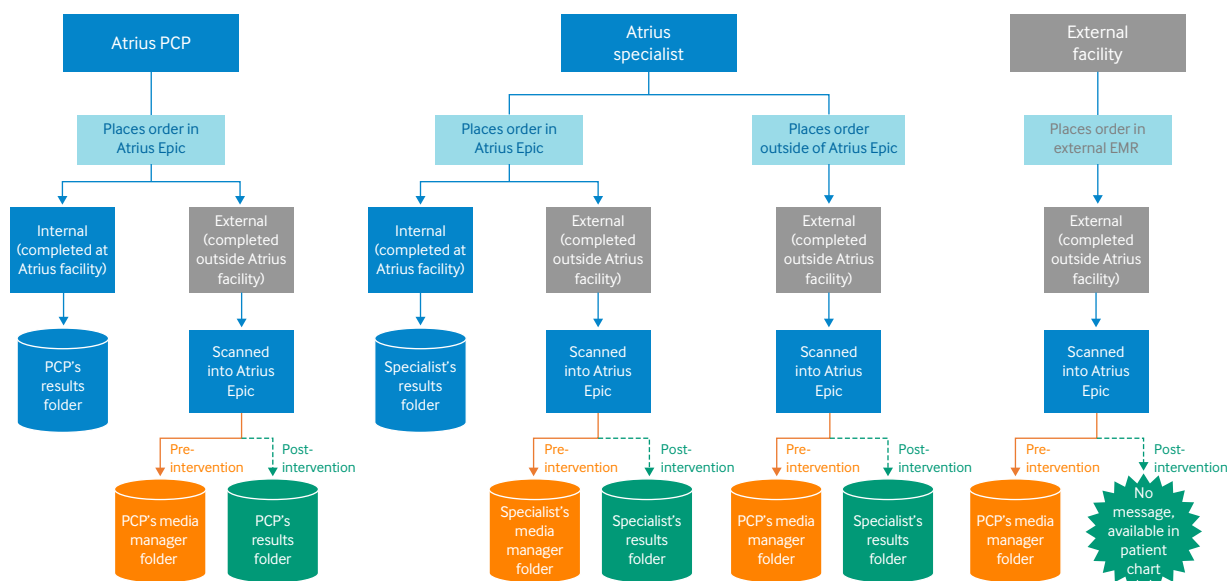 Atrius PCP
Atrius
specialist
External
facility
Places order in
Atrius Epic
Places order in
Atrius Epic
Places order
outside of Atrius Epic
Places order in
external EMR
Internal
(completed at
Atrius facility)
External
(completed
outside Atrius
facility)
Internal
(completed at
Atrius facility)
External
(completed
outside Atrius
facility)
External
(completed
outside Atrius
facility)
External
(completed
outside Atrius
facility)
PCP's
results
folder
Scanned
into Atrius
Epic
Specialist's
results
folder
Scanned
into Atrius
Epic
Scanned
into Atrius
Epic
Scanned
into Atrius
Epic
Pre-
intervention
Post-
intervention
Pre-
intervention
Post-
intervention
Pre-
intervention
Post-
intervention
Pre-
intervention
Post-
intervention
PCP's media
manager
folder
PCP's
results
folder
Specialist's
media
manager
folder
Specialist's
results
folder
PCP's media
manager
folder
Specialist's
results
folder
PCP's media
manager
folder
No
message,
available in
patient
chart